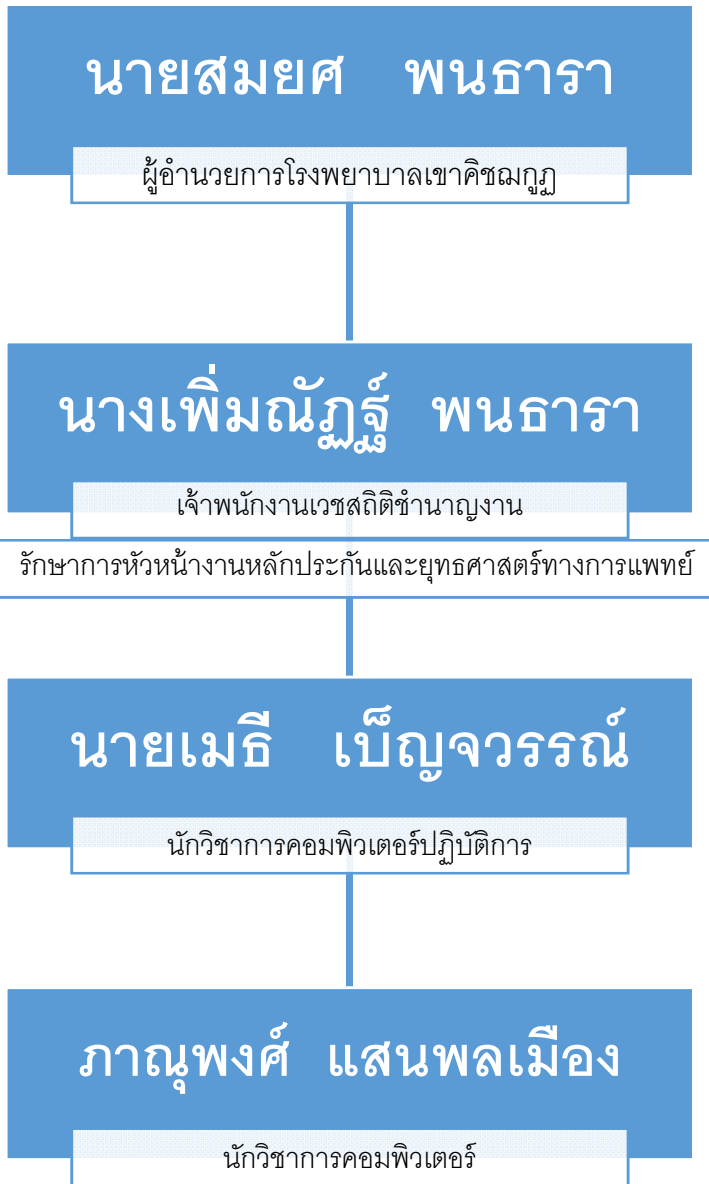 นายสมยศ พนธารา
ผู้อำนวยการโรงพยาบาลเขาคิชฌกูฏ
นางเพิ่มณัฏฐ์ พนธารา
เจ้าพนักงานเวชสถิติชำนาญงาน
รักษาการหัวหน้างานหลักประกันและยุทธศาสตร์ทางการแพทย์
นายเมธี เบ็ญจวรรณ์
นักวิชาการคอมพิวเตอร์ปฏิบัติการ
ภาณุพงศ์ แสนพลเมือง
นักวิชาการคอมพิวเตอร์